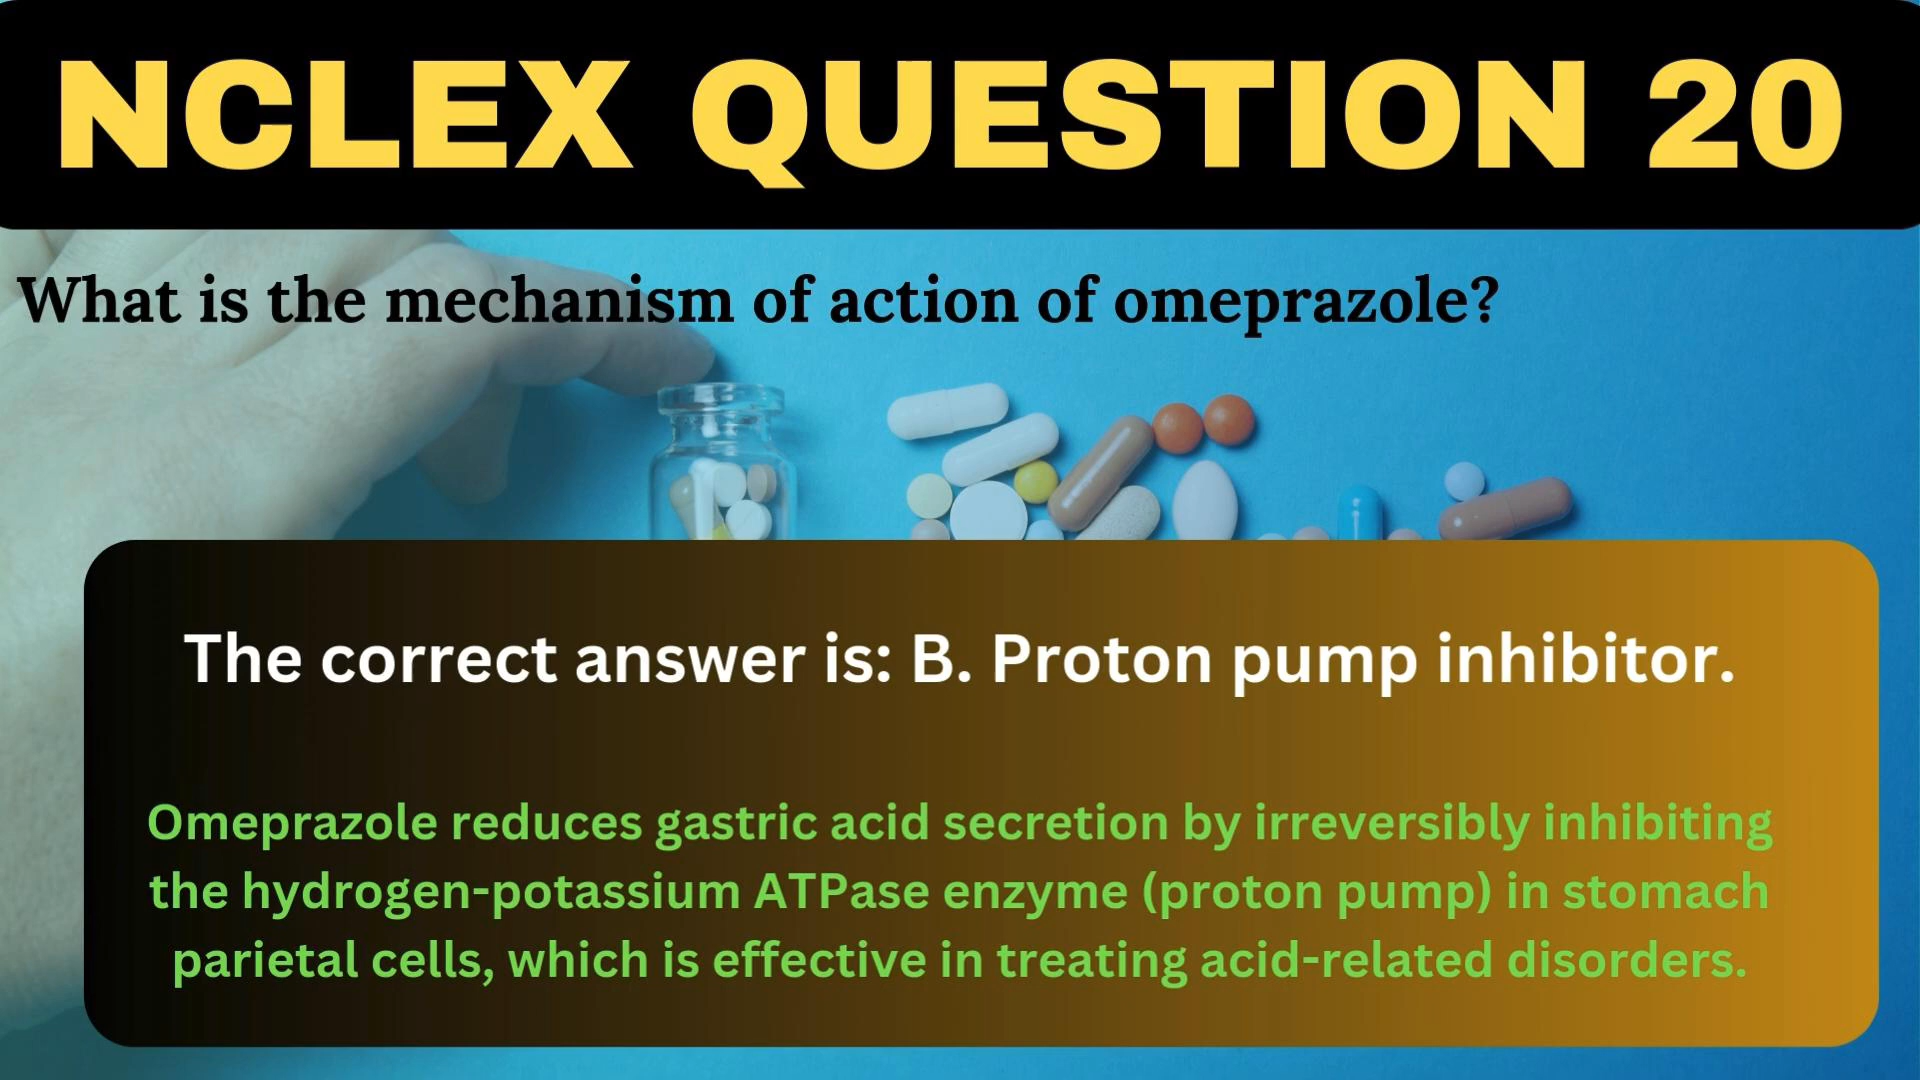 NCLEX QUESTION 20
What is the mechanism of action of omeprazole?
The correct answer is: B. Proton pump inhibitor.
Omeprazole reduces gastric acid secretion by irreversibly inhibiting
the hydrogen-potassium ATPase enzyme (proton pump) in stomach
parietal cells, which is effective in treating acid-related disorders.